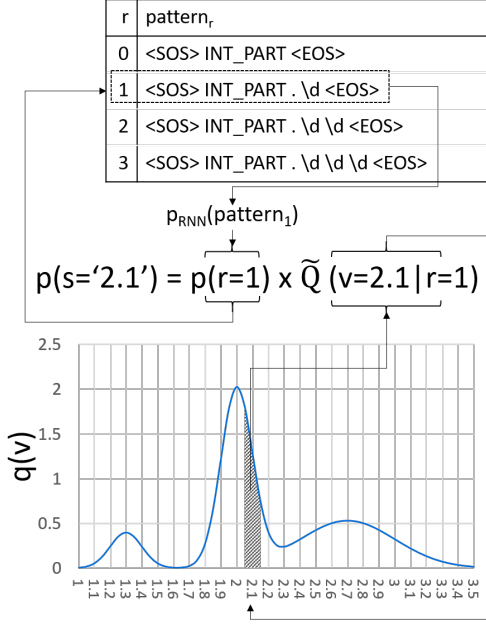 r pattern_r
0 <SOS> INT_PART <EOS>
1 <SOS> INT_PART . \d <EOS>
2 <SOS> INT_PART . \d \d <EOS>
3 <SOS> INT_PART . \d \d \d <EOS>
p_RNN(pattern_1)
p(s=‘2.1’) = p(r=1) x Q̃ (v=2.1|r=1)
2.5
2
1.5
1
0.5
0
q(v)
1 1.1 1.2 1.3 1.4 1.5 1.6 1.7 1.8 1.9 2 2.1 2.2 2.3 2.4 2.5 2.6 2.7 2.8 2.9 3 3.1 3.2 3.3 3.4 3.5